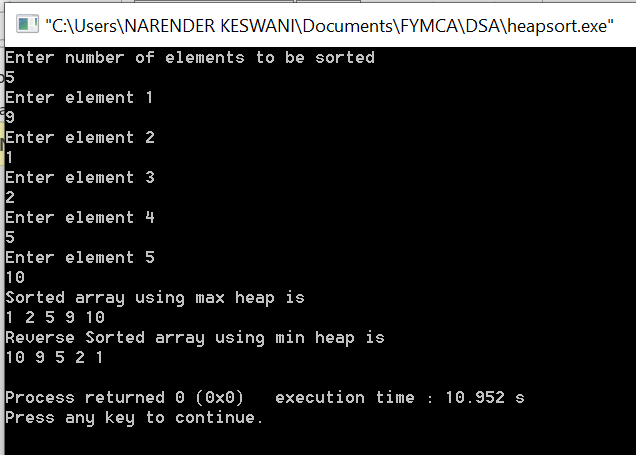 "C:\Users\NARENDER KESWANI\Documents\FYMCA\DSA\heapsort.exe"
Enter number of elements to be sorted
5
Enter element 1
9
Enter element 2
1
Enter element 3
2
Enter element 4
5
Enter element 5
10
Sorted array using max heap is
1 2 5 9 10
Reverse Sorted array using min heap is
10 9 5 2 1
Process returned 0 (0x0)   execution time : 10.952 s
Press any key to continue.